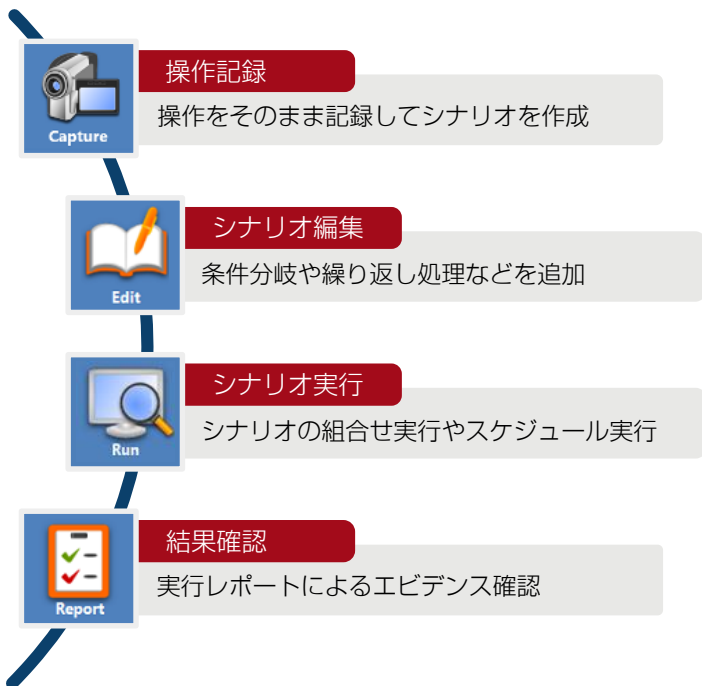 操作記録
操作をそのまま記録してシナリオを作成
Capture
シナリオ編集
条件分岐や繰り返し処理などを追加
Edit
シナリオ実行
シナリオの組合せ実行やスケジュール実行
Run
結果確認
実行レポートによるエビデンス確認
Report